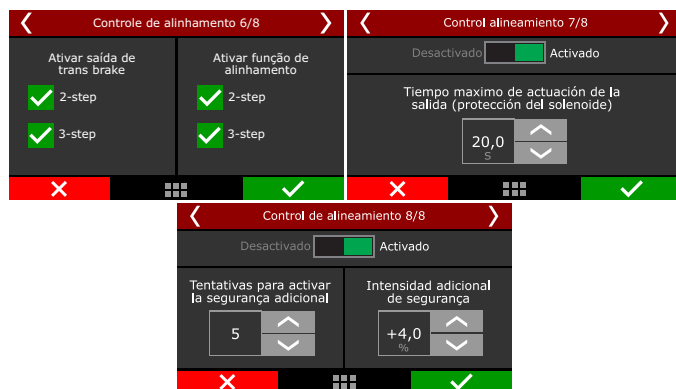 Controle de alinhamento 6/8
Ativar saída de
trans brake
2-step
3-step
Ativar função de
alinhamento
2-step
3-step
Control alineamiento 7/8
Desactivado
Activado
Tiempo maximo de actuación de la
salida (protección del solenoide)
20,0
S
Control de alineamiento 8/8
Desactivado
Activado
Tentativas para activar
la segurança adicional
5
Intensidad adicional
de segurança
+4,0
%